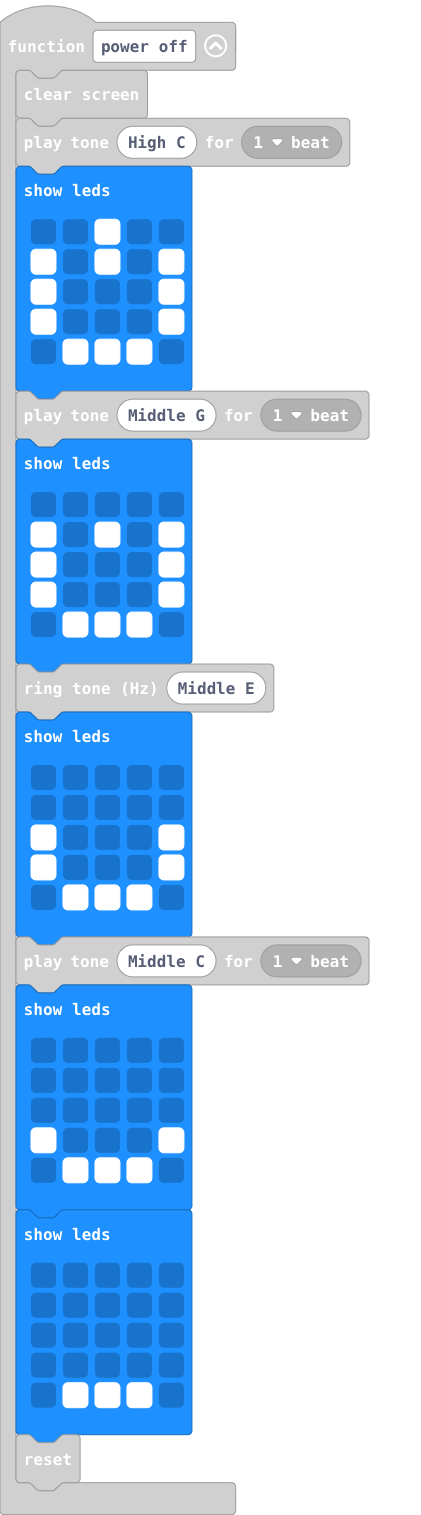 function power off
clear screen
play tone High C for 1 beat
show leds
play tone Middle G for 1 beat
show leds
ring tone (Hz) Middle E
show leds
play tone Middle C for 1 beat
show leds
show leds
reset